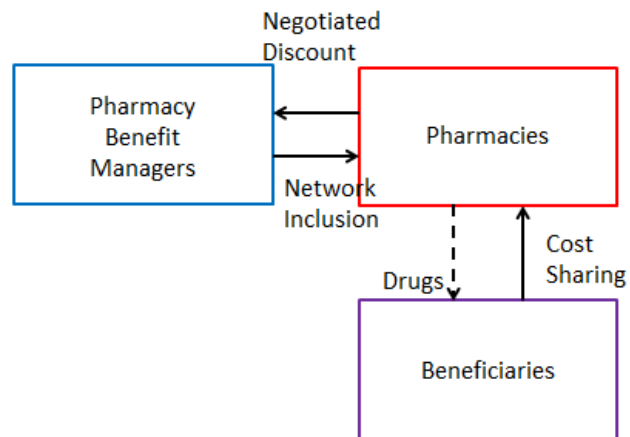 Negotiated
Discount
Pharmacy
Benefit
Managers
Pharmacies
Network
Inclusion
Cost
Sharing
Drugs
Beneficiaries